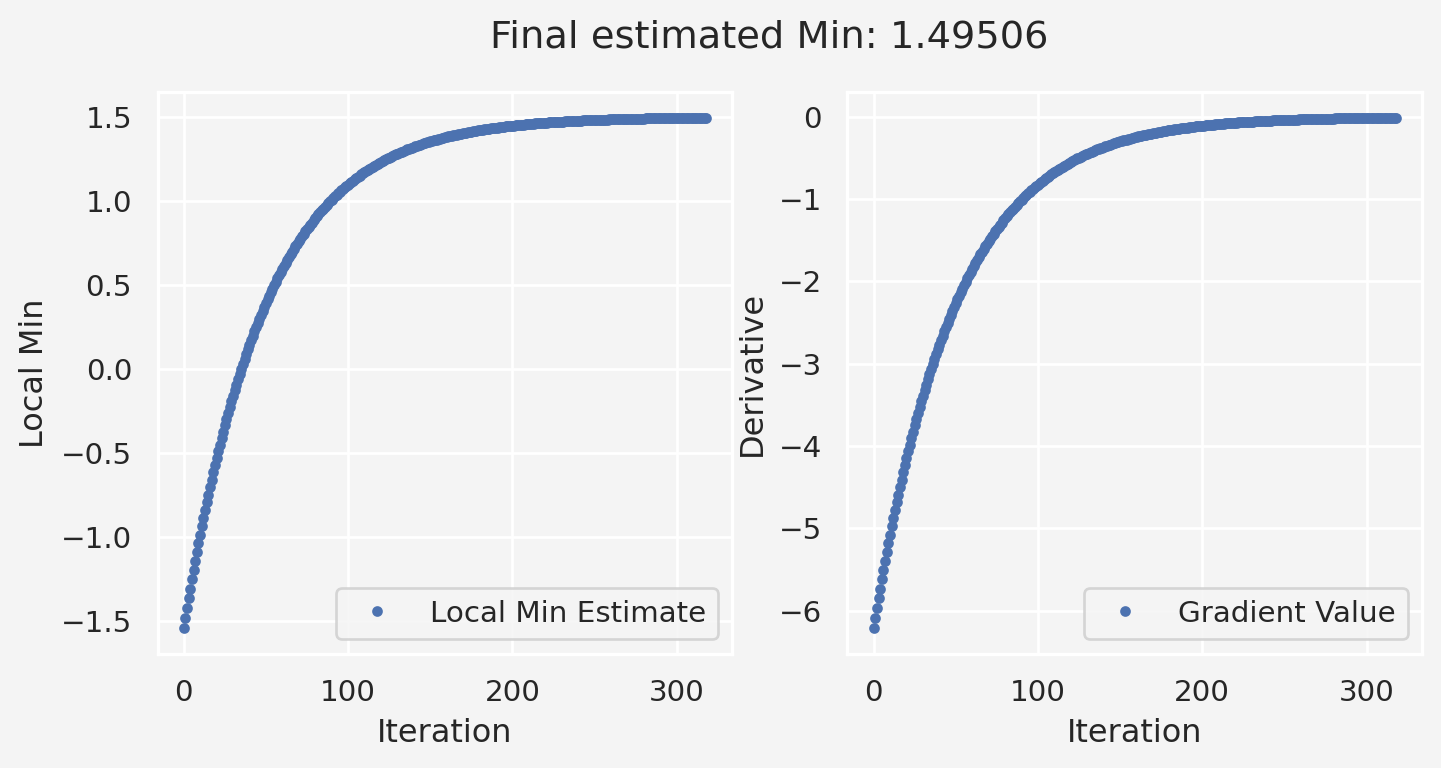 Final estimated Min: 1.49506
1.5
1.0
0.5
0.0
−0.5
−1.0
−1.5
Local Min
Local Min Estimate
0 100 200 300
Iteration
0
−1
−2
−3
−4
−5
−6
Derivative
Gradient Value
0 100 200 300
Iteration